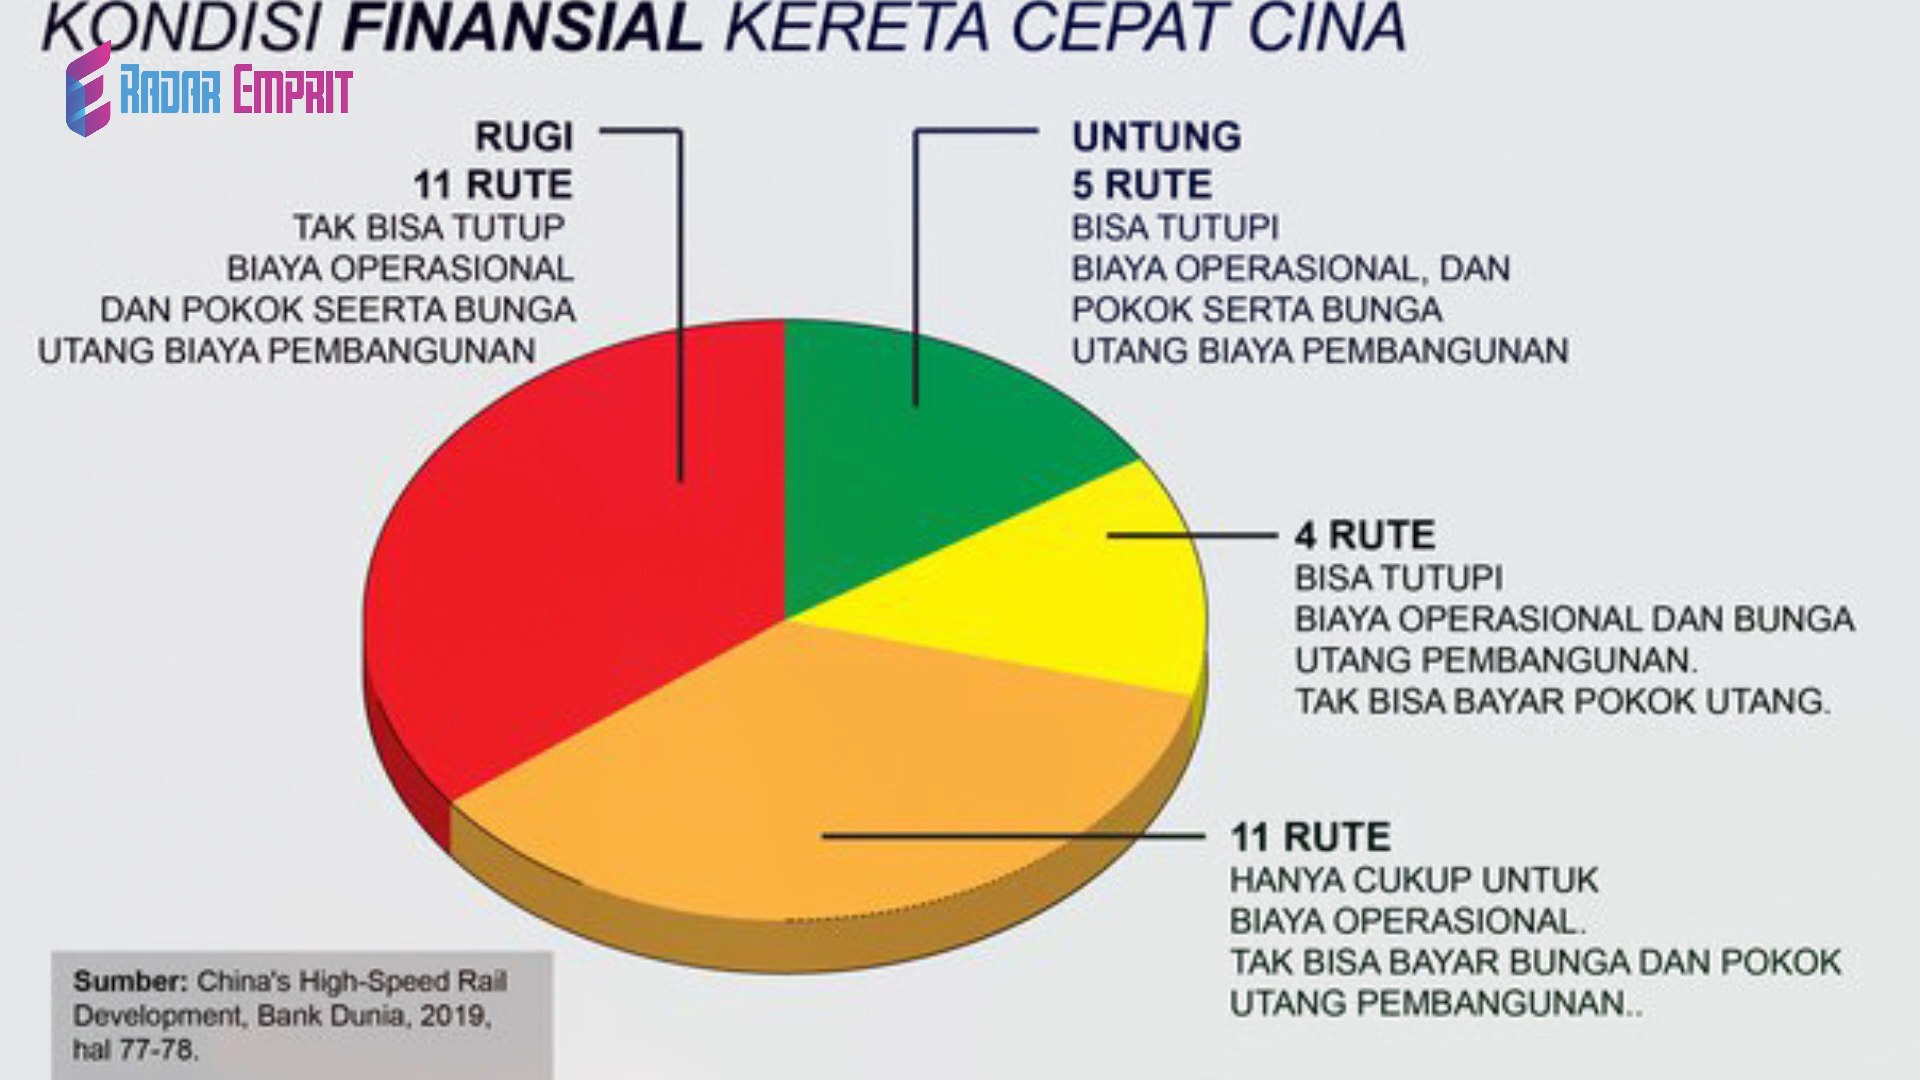 KONDISI FINANSIAL KERETA CEPAT CINA
RADAR EMPRIT
RUGI
11 RUTE
TAK BISA TUTUP
BIAYA OPERASIONAL
DAN POKOK SEERTA BUNGA
UTANG BIAYA PEMBANGUNAN
UNTUNG
5 RUTE
BISA TUTUPI
BIAYA OPERASIONAL, DAN
POKOK SERTA BUNGA
UTANG BIAYA PEMBANGUNAN
4 RUTE
BISA TUTUPI
BIAYA OPERASIONAL DAN BUNGA
UTANG PEMBANGUNAN.
TAK BISA BAYAR POKOK UTANG.
11 RUTE
HANYA CUKUP UNTUK
BIAYA OPERASIONAL.
TAK BISA BAYAR BUNGA DAN POKOK
UTANG PEMBANGUNAN..
Sumber: China's High-Speed Rail
Development, Bank Dunia, 2019,
hal 77-78.